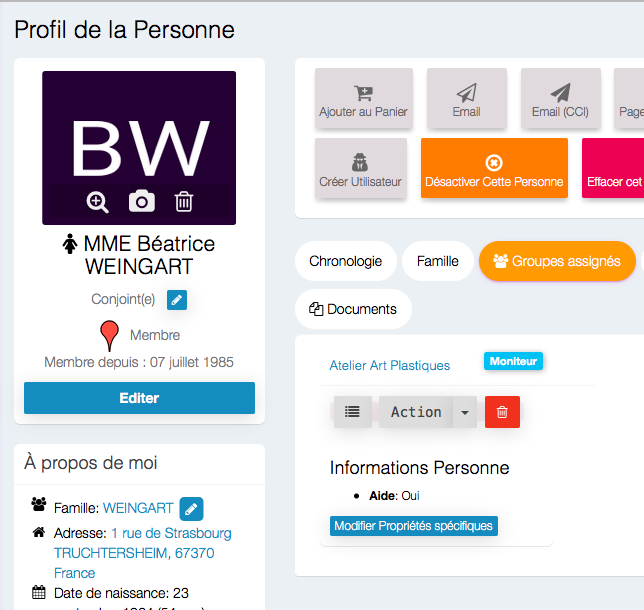 Profil de la Personne
BW
MME Béatrice
WEINGART
Conjoint(e)
Membre
Membre depuis : 07 juillet 1985
Editer
À propos de moi
Famille: WEINGART
Adresse: 1 rue de Strasbourg
TRUCHTERSHEIM, 67370
France
Date de naissance: 23
Ajouter au Panier
Email
Email (CCI)
Page
Créer Utilisateur
Désactiver Cette Personne
Effacer cet
Chronologie
Famille
Groupes assignés
Documents
Atelier Art Plastiques
Moniteur
Action
Informations Personne
Aide: Oui
Modifier Propriétés spécifiques